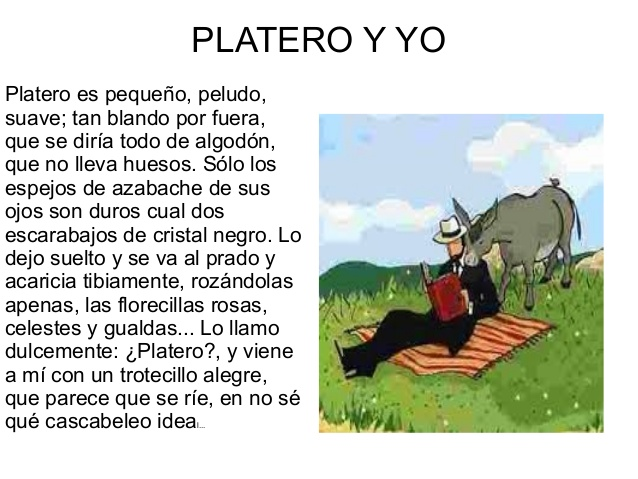 PLATERO Y YO
Platero es pequeño, peludo,
suave; tan blando por fuera,
que se diría todo de algodón,
que no lleva huesos. Sólo los
espejos de azabache de sus
ojos son duros cual dos
escarabajos de cristal negro. Lo
dejo suelto y se va al prado y
acaricia tibiamente, rozándolas
apenas, las florecillas rosas,
celestes y gualdas... Lo llamo
dulcemente: ¿Platero?, y viene
a mí con un trotecillo alegre,
que parece que se ríe, en no sé
qué cascabeleo ideal...